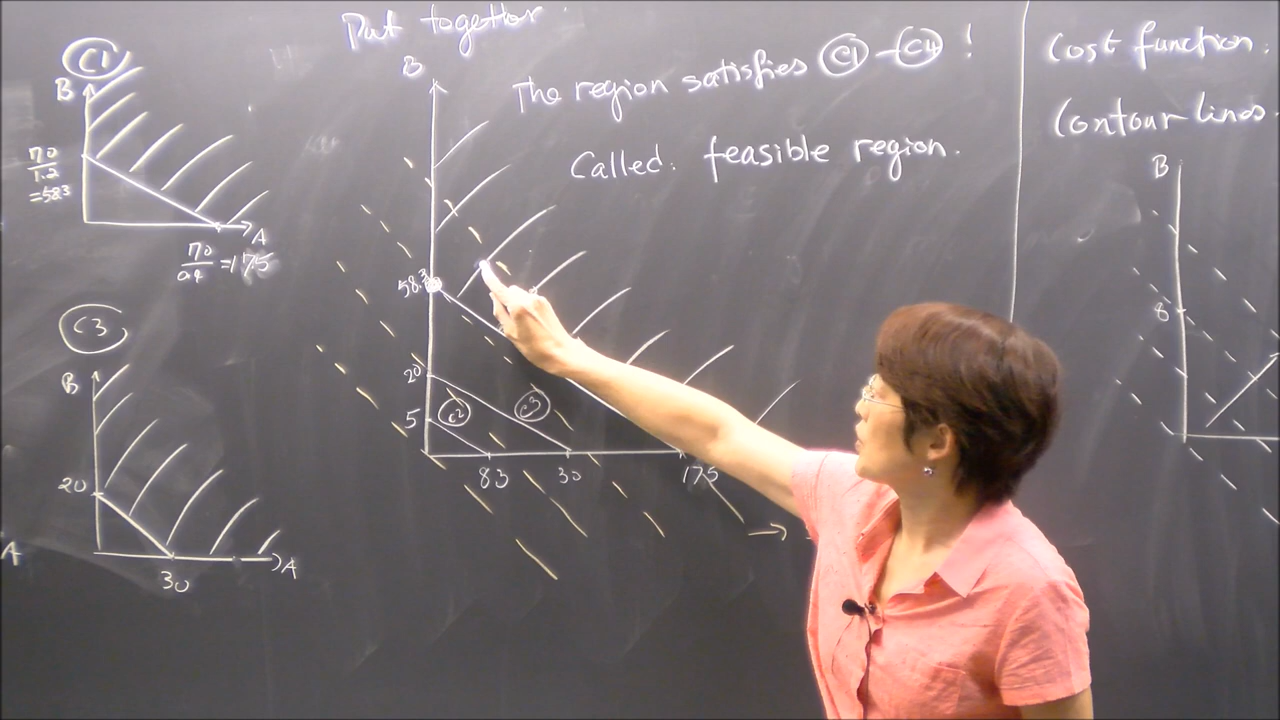 C1
B
70
1.2
=58.3
A
70
0.4
=175
C3
B
20
30
A
A
Put together.
B
The region satisfies C1 - C4 !
Called: feasible region.
58.3
20
5
C2
C3
8.3
30
175
Cost function:
Contour lines.
B
8